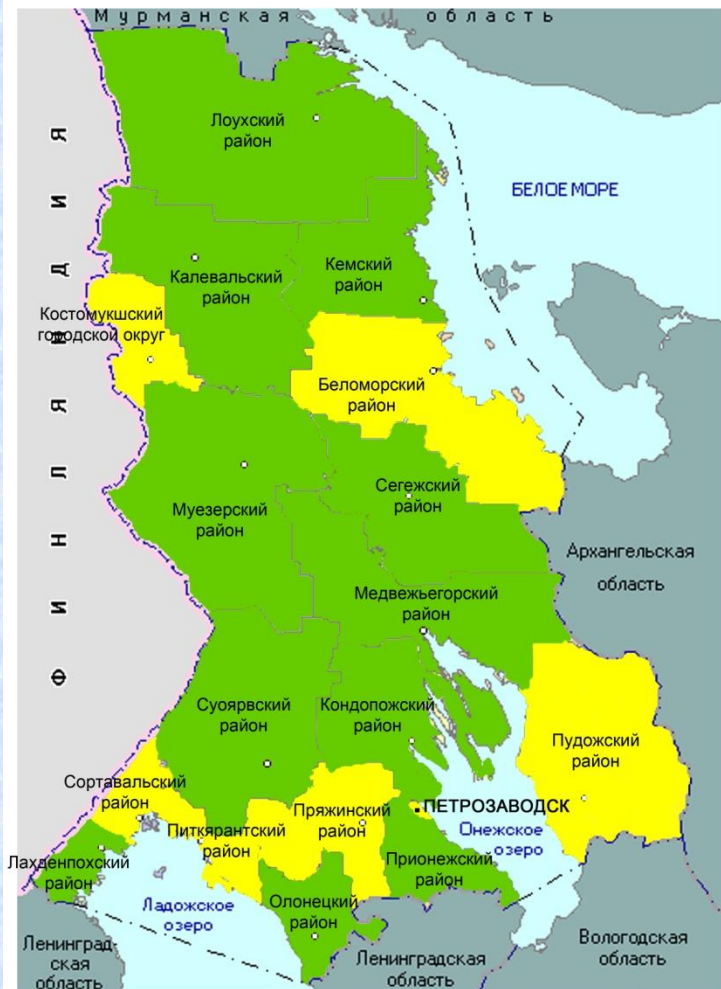 Мурманская область
Лоухский
район
БЕЛОЕ МОРЕ
Калевальский
район
Кемский
район
Костомукшский
городской округ
Беломорский
район
ФИНЛЯНДИЯ
Муезерский
район
Сегежский
район
Архангельская
область
Медвежьегорский
район
Суоярвский
район
Кондопожский
район
Пудожский
район
Сортавальский
район
Питкярантский
район
Пряжинский
район
ПЕТРОЗАВОДСК
Онежское
озеро
Лахденпохский
район
Прионежский
район
Ладожское
озеро
Олонецкий
район
Ленинград-
ская
область
Ленинградская
область
Вологодская
область